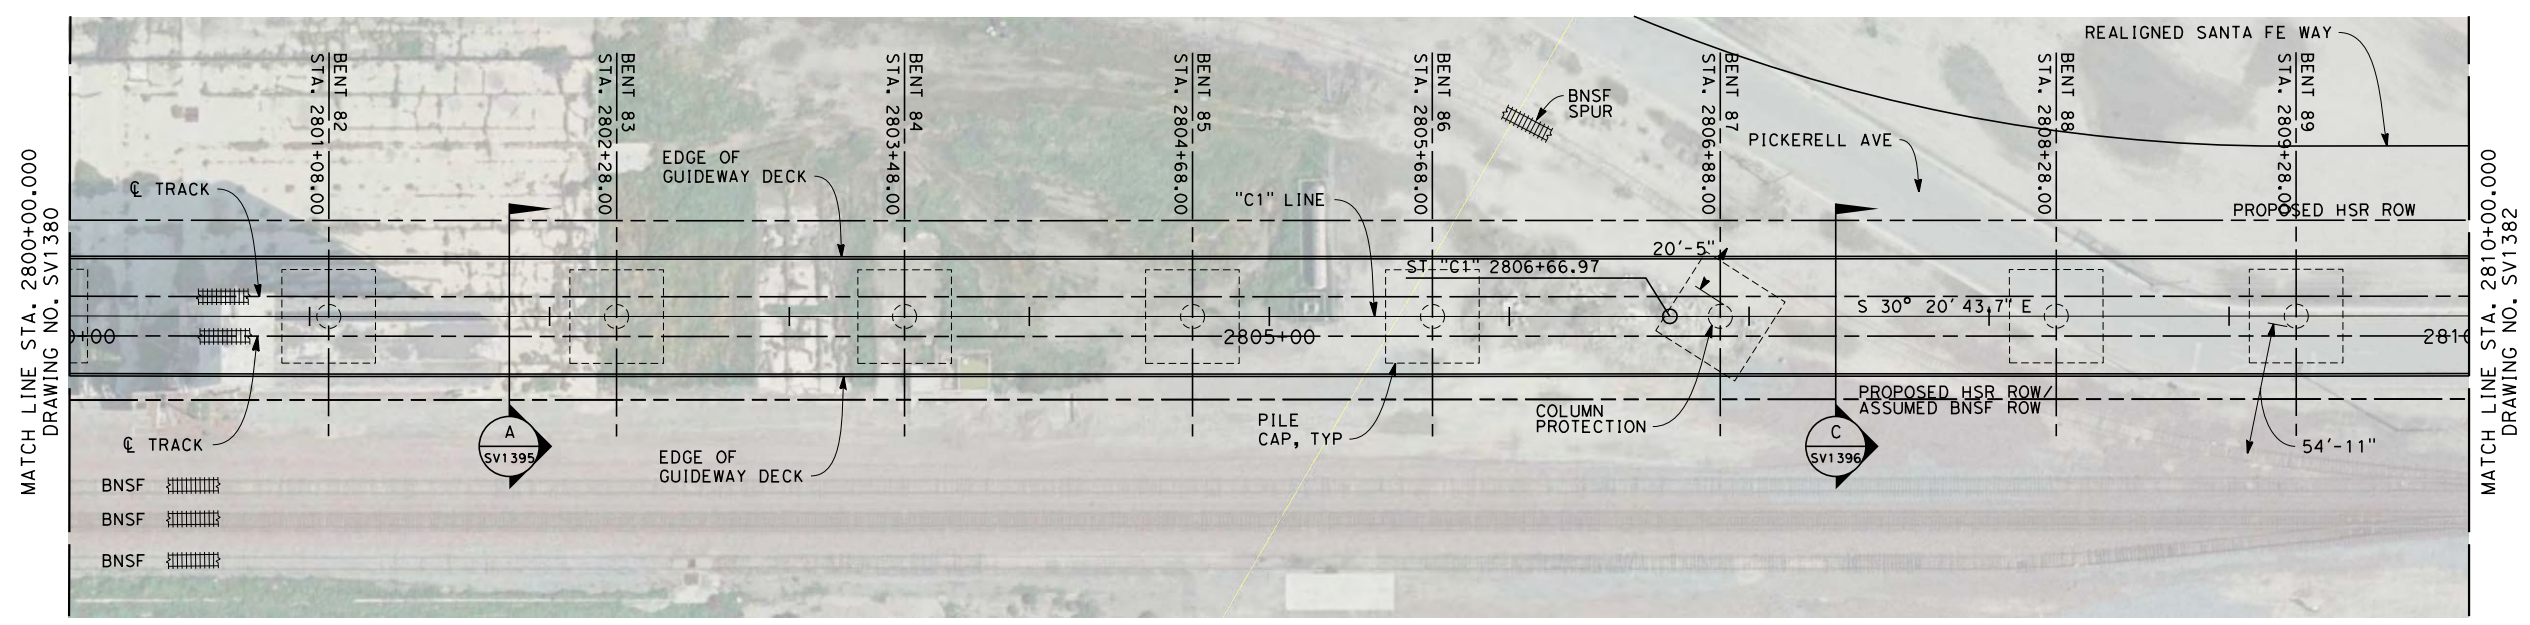 MATCH LINE STA. 2800+00.000
DRAWING NO. SV1380
BENT 82
STA. 2801+08.00
BENT 83
STA. 2802+28.00
BENT 84
STA. 2803+48.00
BENT 85
STA. 2804+68.00
BENT 86
STA. 2805+68.00
BENT 87
STA. 2806+88.00
BENT 88
STA. 2808+28.00
BENT 89
STA. 2809+28.00
REALIGNED SANTA FE WAY
BNSF
SPUR
PICKERELL AVE
EDGE OF
GUIDEWAY DECK
℄ TRACK
"C1" LINE
PROPOSED HSR ROW
20'-5"
ST "C1" 2806+66.97
S 30° 20' 43.7" E
0+00
2805+00
2810
PROPOSED HSR ROW/
ASSUMED BNSF ROW
COLUMN
PROTECTION
PILE
CAP, TYP
℄ TRACK
A
SV1395
EDGE OF
GUIDEWAY DECK
C
SV1396
54'-11"
BNSF
BNSF
BNSF
MATCH LINE STA. 2810+00.000
DRAWING NO. SV1382